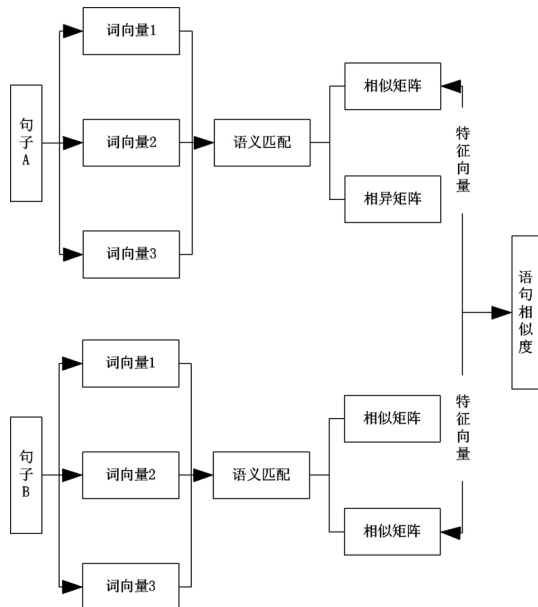 句子A
词向量1
词向量2
词向量3
语义匹配
相似矩阵
相异矩阵
特征向量
语句相似度
句子B
词向量1
词向量2
词向量3
语义匹配
相似矩阵
相似矩阵
特征向量